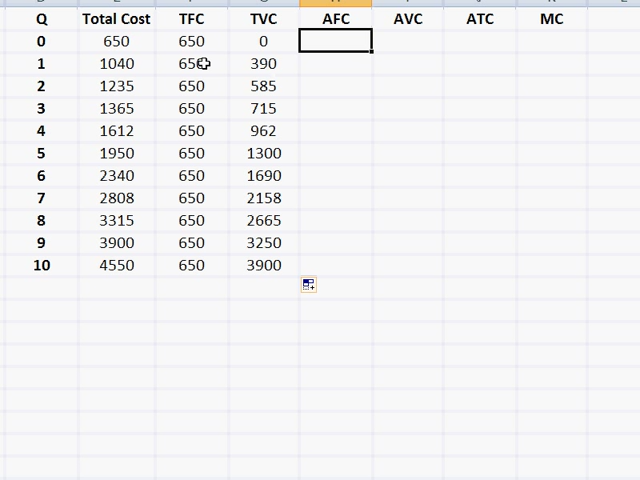 Q Total Cost TFC TVC AFC AVC ATC MC
0 650 650 0
1 1040 650 390
2 1235 650 585
3 1365 650 715
4 1612 650 962
5 1950 650 1300
6 2340 650 1690
7 2808 650 2158
8 3315 650 2665
9 3900 650 3250
10 4550 650 3900